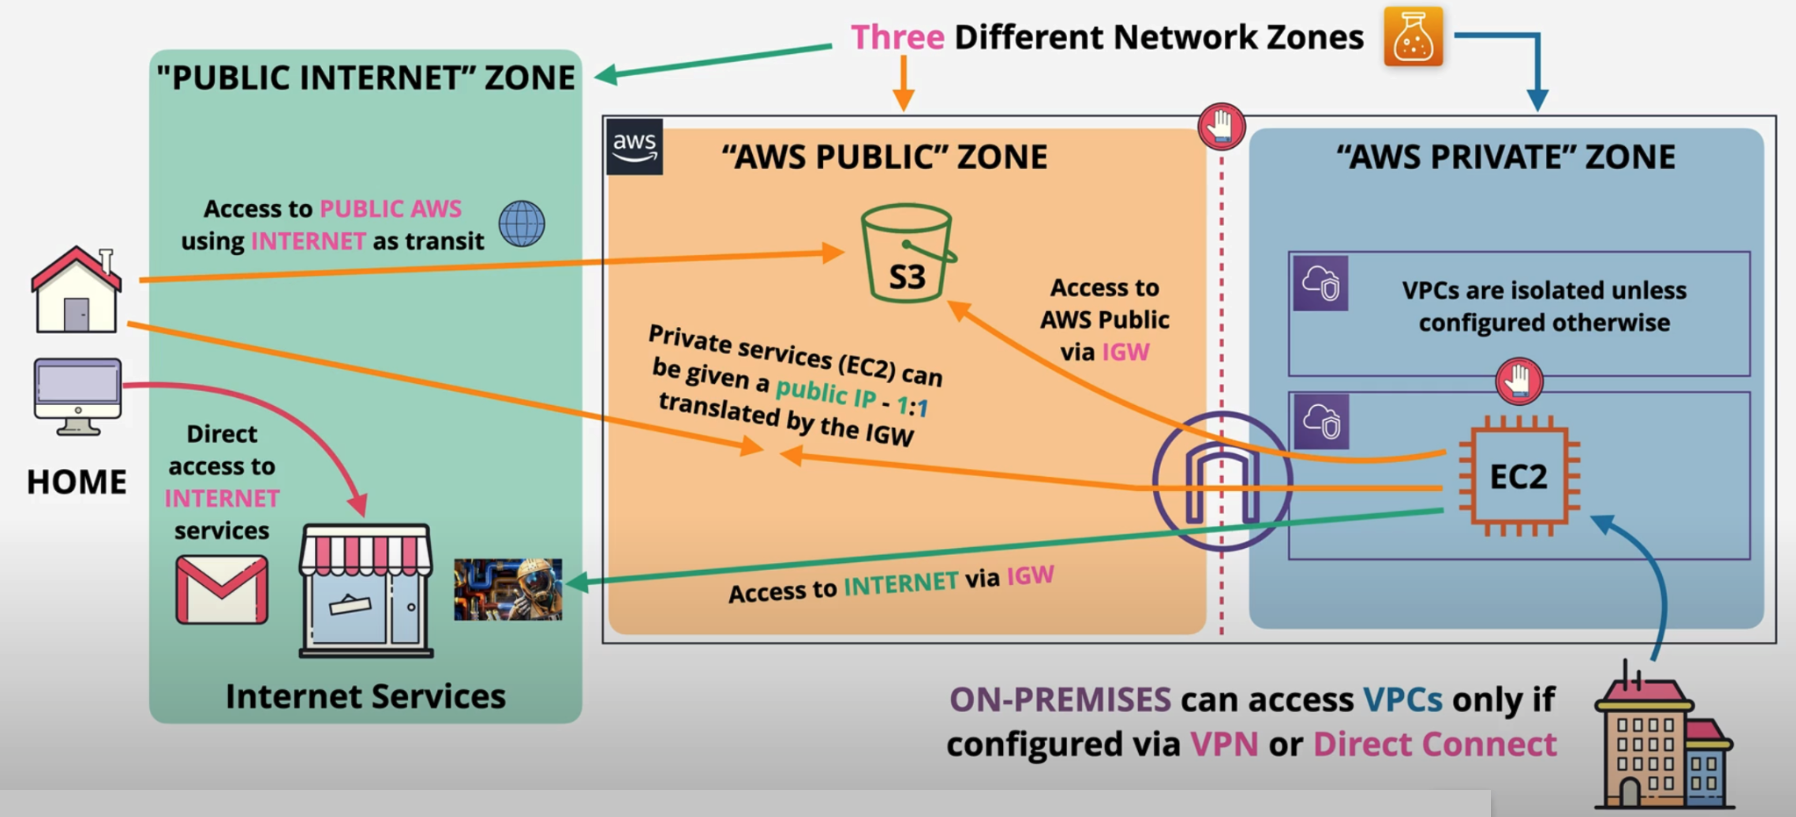 Three Different Network Zones
"PUBLIC INTERNET” ZONE
aws
“AWS PUBLIC” ZONE
“AWS PRIVATE” ZONE
Access to PUBLIC AWS
using INTERNET as transit
S3
Access to
AWS Public
via IGW
VPCs are isolated unless
configured otherwise
Private services (EC2) can
be given a public IP - 1:1
translated by the IGW
HOME
Direct
access to
INTERNET
services
EC2
Access to INTERNET via IGW
Internet Services
ON-PREMISES can access VPCs only if
configured via VPN or Direct Connect